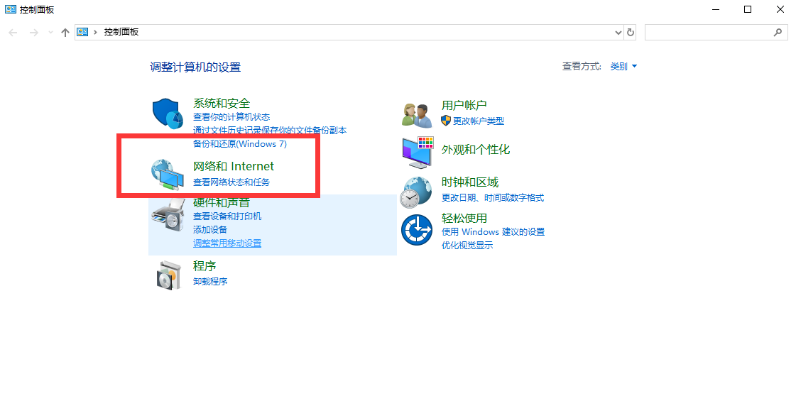 控制面板
控制面板
调整计算机的设置
查看方式: 类别
系统和安全
查看你的计算机状态
通过文件历史记录保存你的文件备份副本
备份和还原(Windows 7)
网络和 Internet
查看网络状态和任务
硬件和声音
查看设备和打印机
添加设备
调整常用移动设置
程序
卸载程序
用户帐户
更改帐户类型
外观和个性化
时钟和区域
更改日期、时间或数字格式
轻松使用
使用 Windows 建议的设置
优化视觉显示